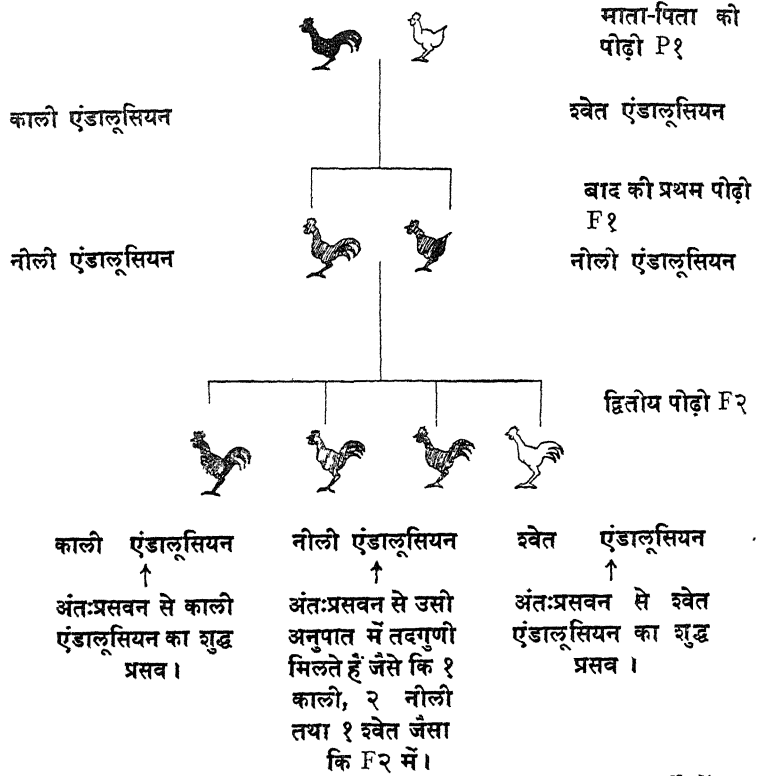 माता-पिता की
पीढ़ी P१
काली एंडालूसियन
श्वेत एंडालूसियन
बाद की प्रथम पीढ़ी
F१
नीली एंडालूसियन
नीली एंडालूसियन
द्वितीय पीढ़ी F२
काली एंडालूसियन
अंतःप्रसवन से काली
एंडालूसियन का शुद्ध
प्रसव।
नीली एंडालूसियन
अंतःप्रसवन से उसी
अनुपात में तदगुणी
मिलते हैं जैसे कि १
काली, २ नीली
तथा १ श्वेत जैसा
कि F२ में।
श्वेत एंडालूसियन
अंतःप्रसवन से श्वेत
एंडालूसियन का शुद्ध
प्रसव।